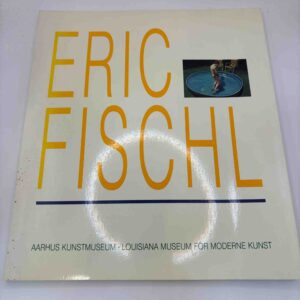 ERIC
FISCHL
AARHUS KUNSTMUSEUM · LOUISIANA MUSEUM FOR MODERNE KUNST